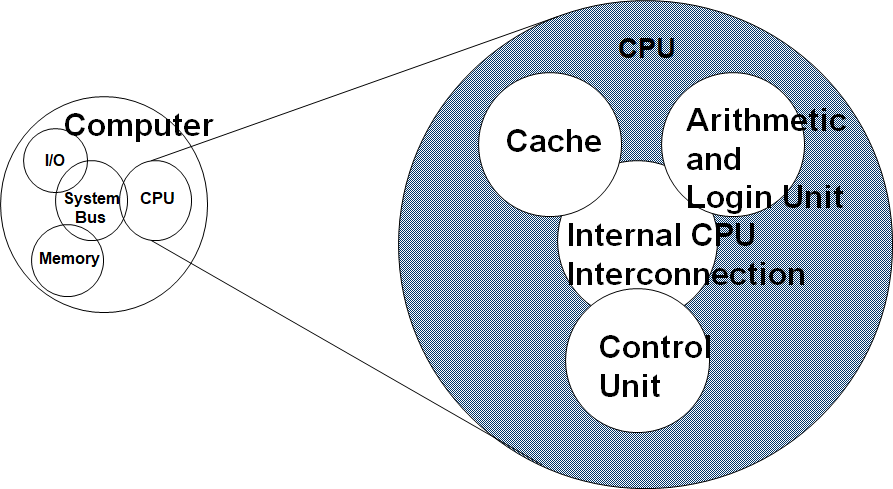 Computer
I/O
System
Bus
CPU
Memory
CPU
Cache
Arithmetic
and
Login Unit
Internal CPU
Interconnection
Control
Unit